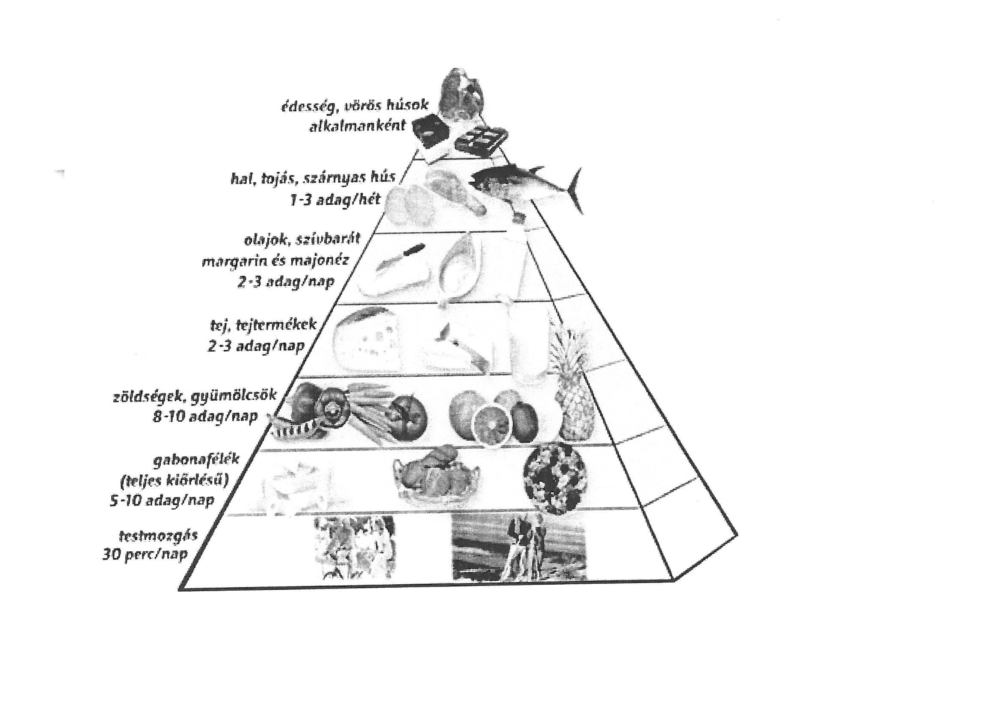 édesség, vörös húsok
alkalmanként
hal, tojás, szárnyas hús
1-3 adag/hét
olajok, szívbarát
margarin és majonéz
2-3 adag/nap
tej, tejtermékek
2-3 adag/nap
zöldségek, gyümölcsök
8-10 adag/nap
gabonafélék
(teljes kiőrlésű)
5-10 adag/nap
testmozgás
30 perc/nap